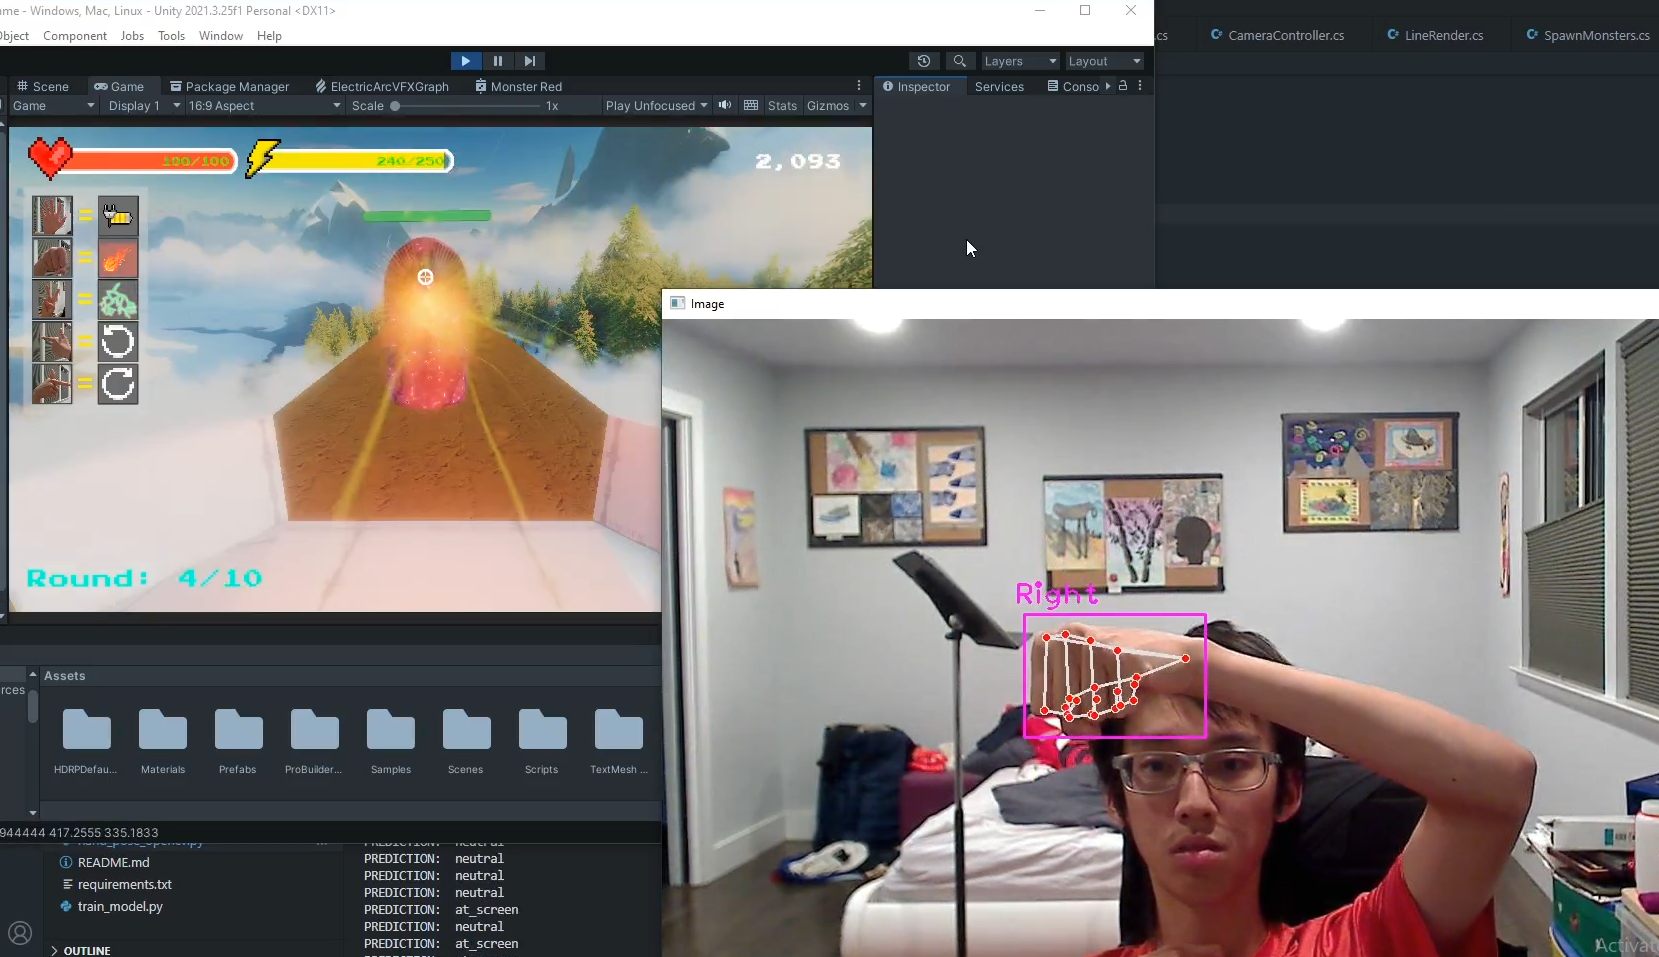 me - Windows, Mac, Linux - Unity 2021.3.25f1 Personal <DX11>
Object Component Jobs Tools Window Help
.cs CameraController.cs LineRender.cs SpawnMonsters.cs
Layers Layout
Scene Game Package Manager ElectricArcVFXGraph Monster Red
Inspector Services Conso
Game Display 1 16:9 Aspect Scale 1x Play Unfocused Stats Gizmos
100/100 240/250 2,093
=
=
=
=
=
Round: 4/10
Image
Right
Assets
rces
HDRPDefau... Materials Prefabs ProBuilder... Samples Scenes Scripts TextMesh ...
944444 417.2555 335.1833
README.md
requirements.txt
train_model.py
OUTLINE
PREDICTION: neutral
PREDICTION: neutral
PREDICTION: neutral
PREDICTION: neutral
PREDICTION: at_screen
PREDICTION: neutral
PREDICTION: at_screen
Activat